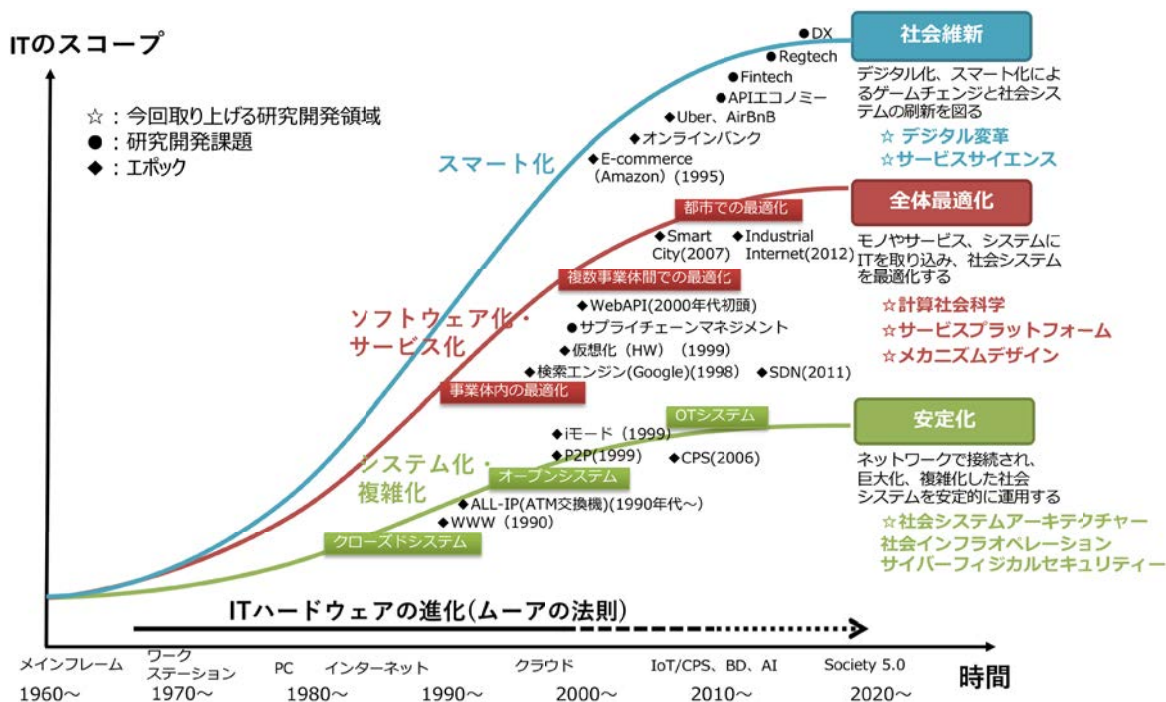 ITのスコープ
☆：今回取り上げる研究開発領域
●：研究開発課題
◆：エポック
スマート化
●DX
●Regtech
●Fintech
●APIエコノミー
◆Uber、AirBnB
◆オンラインバンク
◆E-commerce
（Amazon）(1995)
社会維新
デジタル化、スマート化によ
るゲームチェンジと社会シス
テムの刷新を図る
☆ デジタル変革
☆サービスサイエンス
ソフトウェア化・
サービス化
都市での最適化
◆Smart
City(2007)
◆Industrial
Internet(2012)
複数事業体間での最適化
◆WebAPI(2000年代初頭)
●サプライチェーンマネジメント
◆仮想化（HW）（1999）
◆検索エンジン(Google)(1998）
◆SDN(2011)
事業体内の最適化
全体最適化
モノやサービス、システムに
ITを取り込み、社会システム
を最適化する
☆計算社会科学
☆サービスプラットフォーム
☆メカニズムデザイン
システム化・
複雑化
OTシステム
◆iモード（1999）
◆P2P(1999)
◆CPS(2006)
オープンシステム
◆ALL-IP(ATM交換機)(1990年代～）
◆WWW（1990）
クローズドシステム
安定化
ネットワークで接続され、
巨大化、複雑化した社会
システムを安定的に運用する
☆社会システムアーキテクチャー
社会インフラオペレーション
サイバーフィジカルセキュリティー
ITハードウェアの進化(ムーアの法則)
メインフレーム
ワーク
ステーション
PC
インターネット
クラウド
IoT/CPS、BD、AI
Society 5.0
時間
1960～
1970～
1980～
1990～
2000～
2010～
2020～